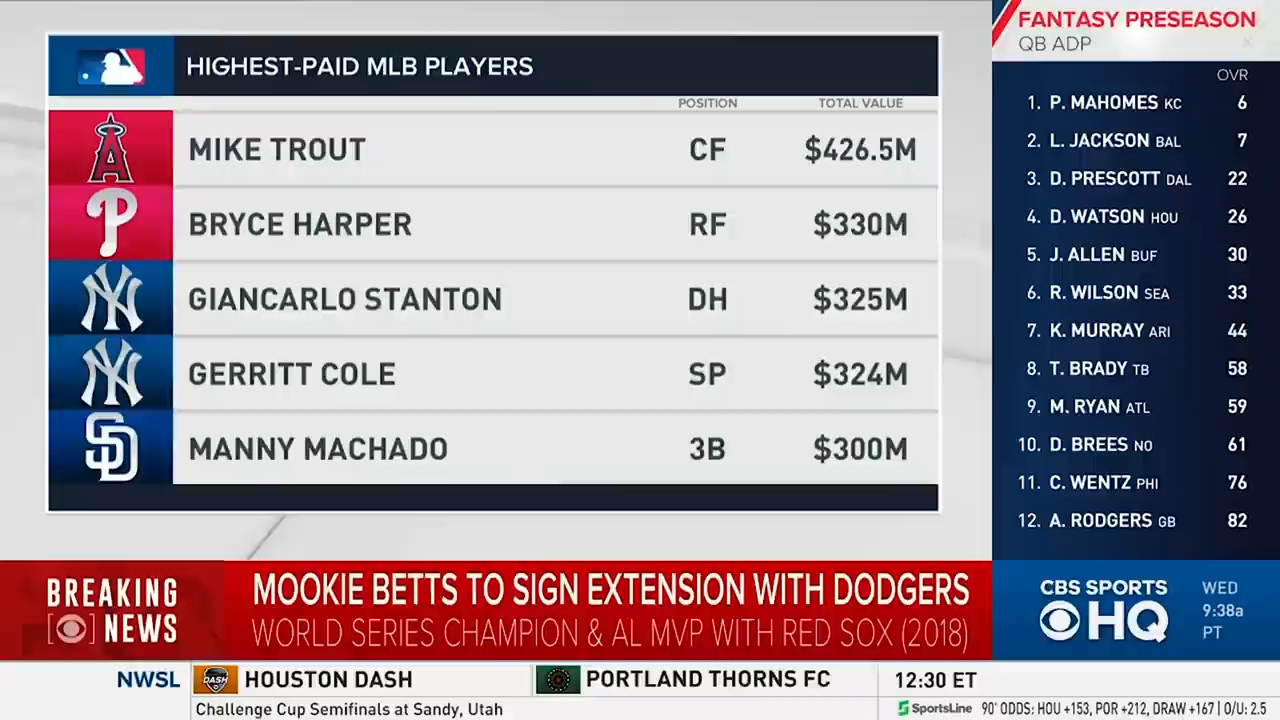 HIGHEST-PAID MLB PLAYERS
POSITION TOTAL VALUE
MIKE TROUT CF $426.5M
BRYCE HARPER RF $330M
GIANCARLO STANTON DH $325M
GERRITT COLE SP $324M
MANNY MACHADO 3B $300M
FANTASY PRESEASON
QB ADP
OVR
1. P. MAHOMES KC 6
2. L. JACKSON BAL 7
3. D. PRESCOTT DAL 22
4. D. WATSON HOU 26
5. J. ALLEN BUF 30
6. R. WILSON SEA 33
7. K. MURRAY ARI 44
8. T. BRADY TB 58
9. M. RYAN ATL 59
10. D. BREES NO 61
11. C. WENTZ PHI 76
12. A. RODGERS GB 82
BREAKING
NEWS
MOOKIE BETTS TO SIGN EXTENSION WITH DODGERS
WORLD SERIES CHAMPION & AL MVP WITH RED SOX (2018)
CBS SPORTS
HQ
WED
9:38a
PT
NWSL DASH HOUSTON DASH PORTLAND THORNS FC 12:30 ET
Challenge Cup Semifinals at Sandy, Utah
SportsLine 90' ODDS: HOU +153, POR +212, DRAW +167 | O/U: 2.5